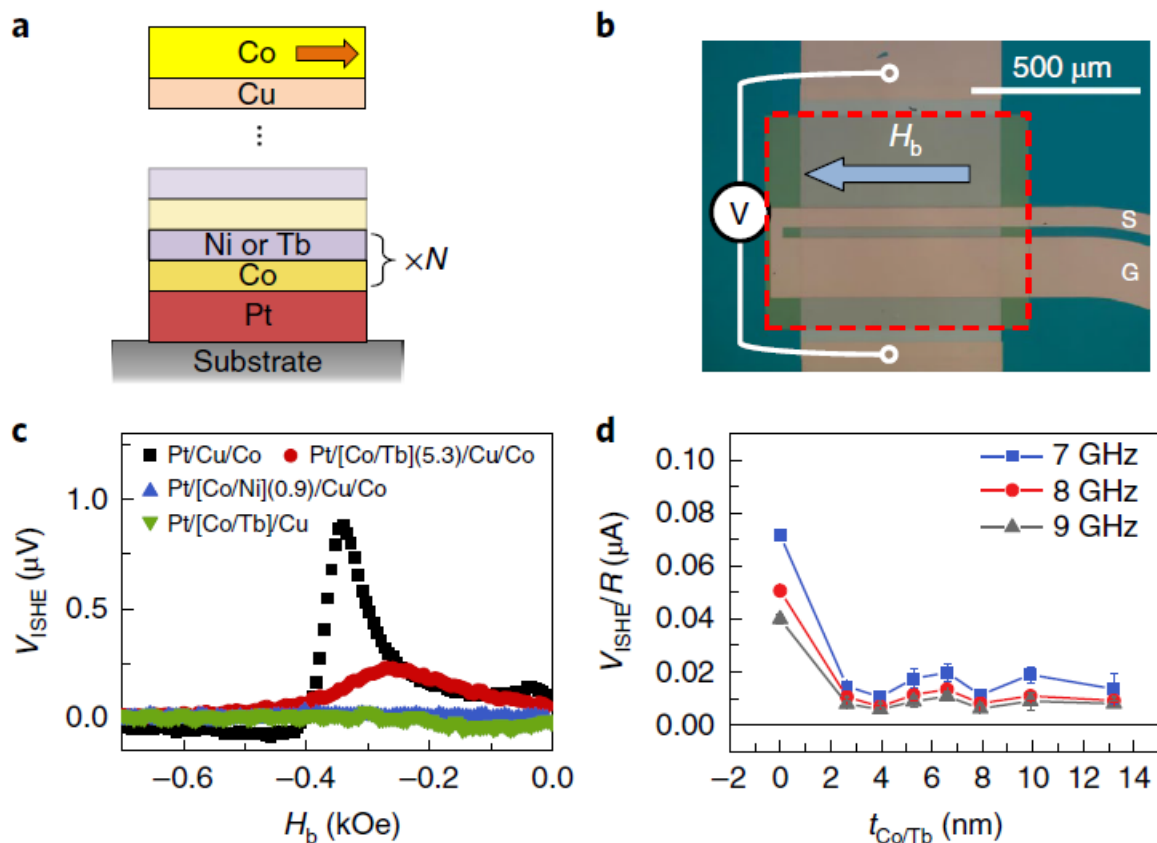 a
Co
Cu
...
Ni or Tb
Co
×N
Pt
Substrate
b
500 μm
H_b
V
S
G
c
Pt/Cu/Co
Pt/[Co/Tb](5.3)/Cu/Co
Pt/[Co/Ni](0.9)/Cu/Co
Pt/[Co/Tb]/Cu
1.0
0.5
0.0
V_ISHE (μV)
−0.6 −0.4 −0.2 0.0
H_b (kOe)
d
7 GHz
8 GHz
9 GHz
0.10
0.08
0.06
0.04
0.02
0.00
V_ISHE/R (μA)
−2 0 2 4 6 8 10 12 14
t_Co/Tb (nm)